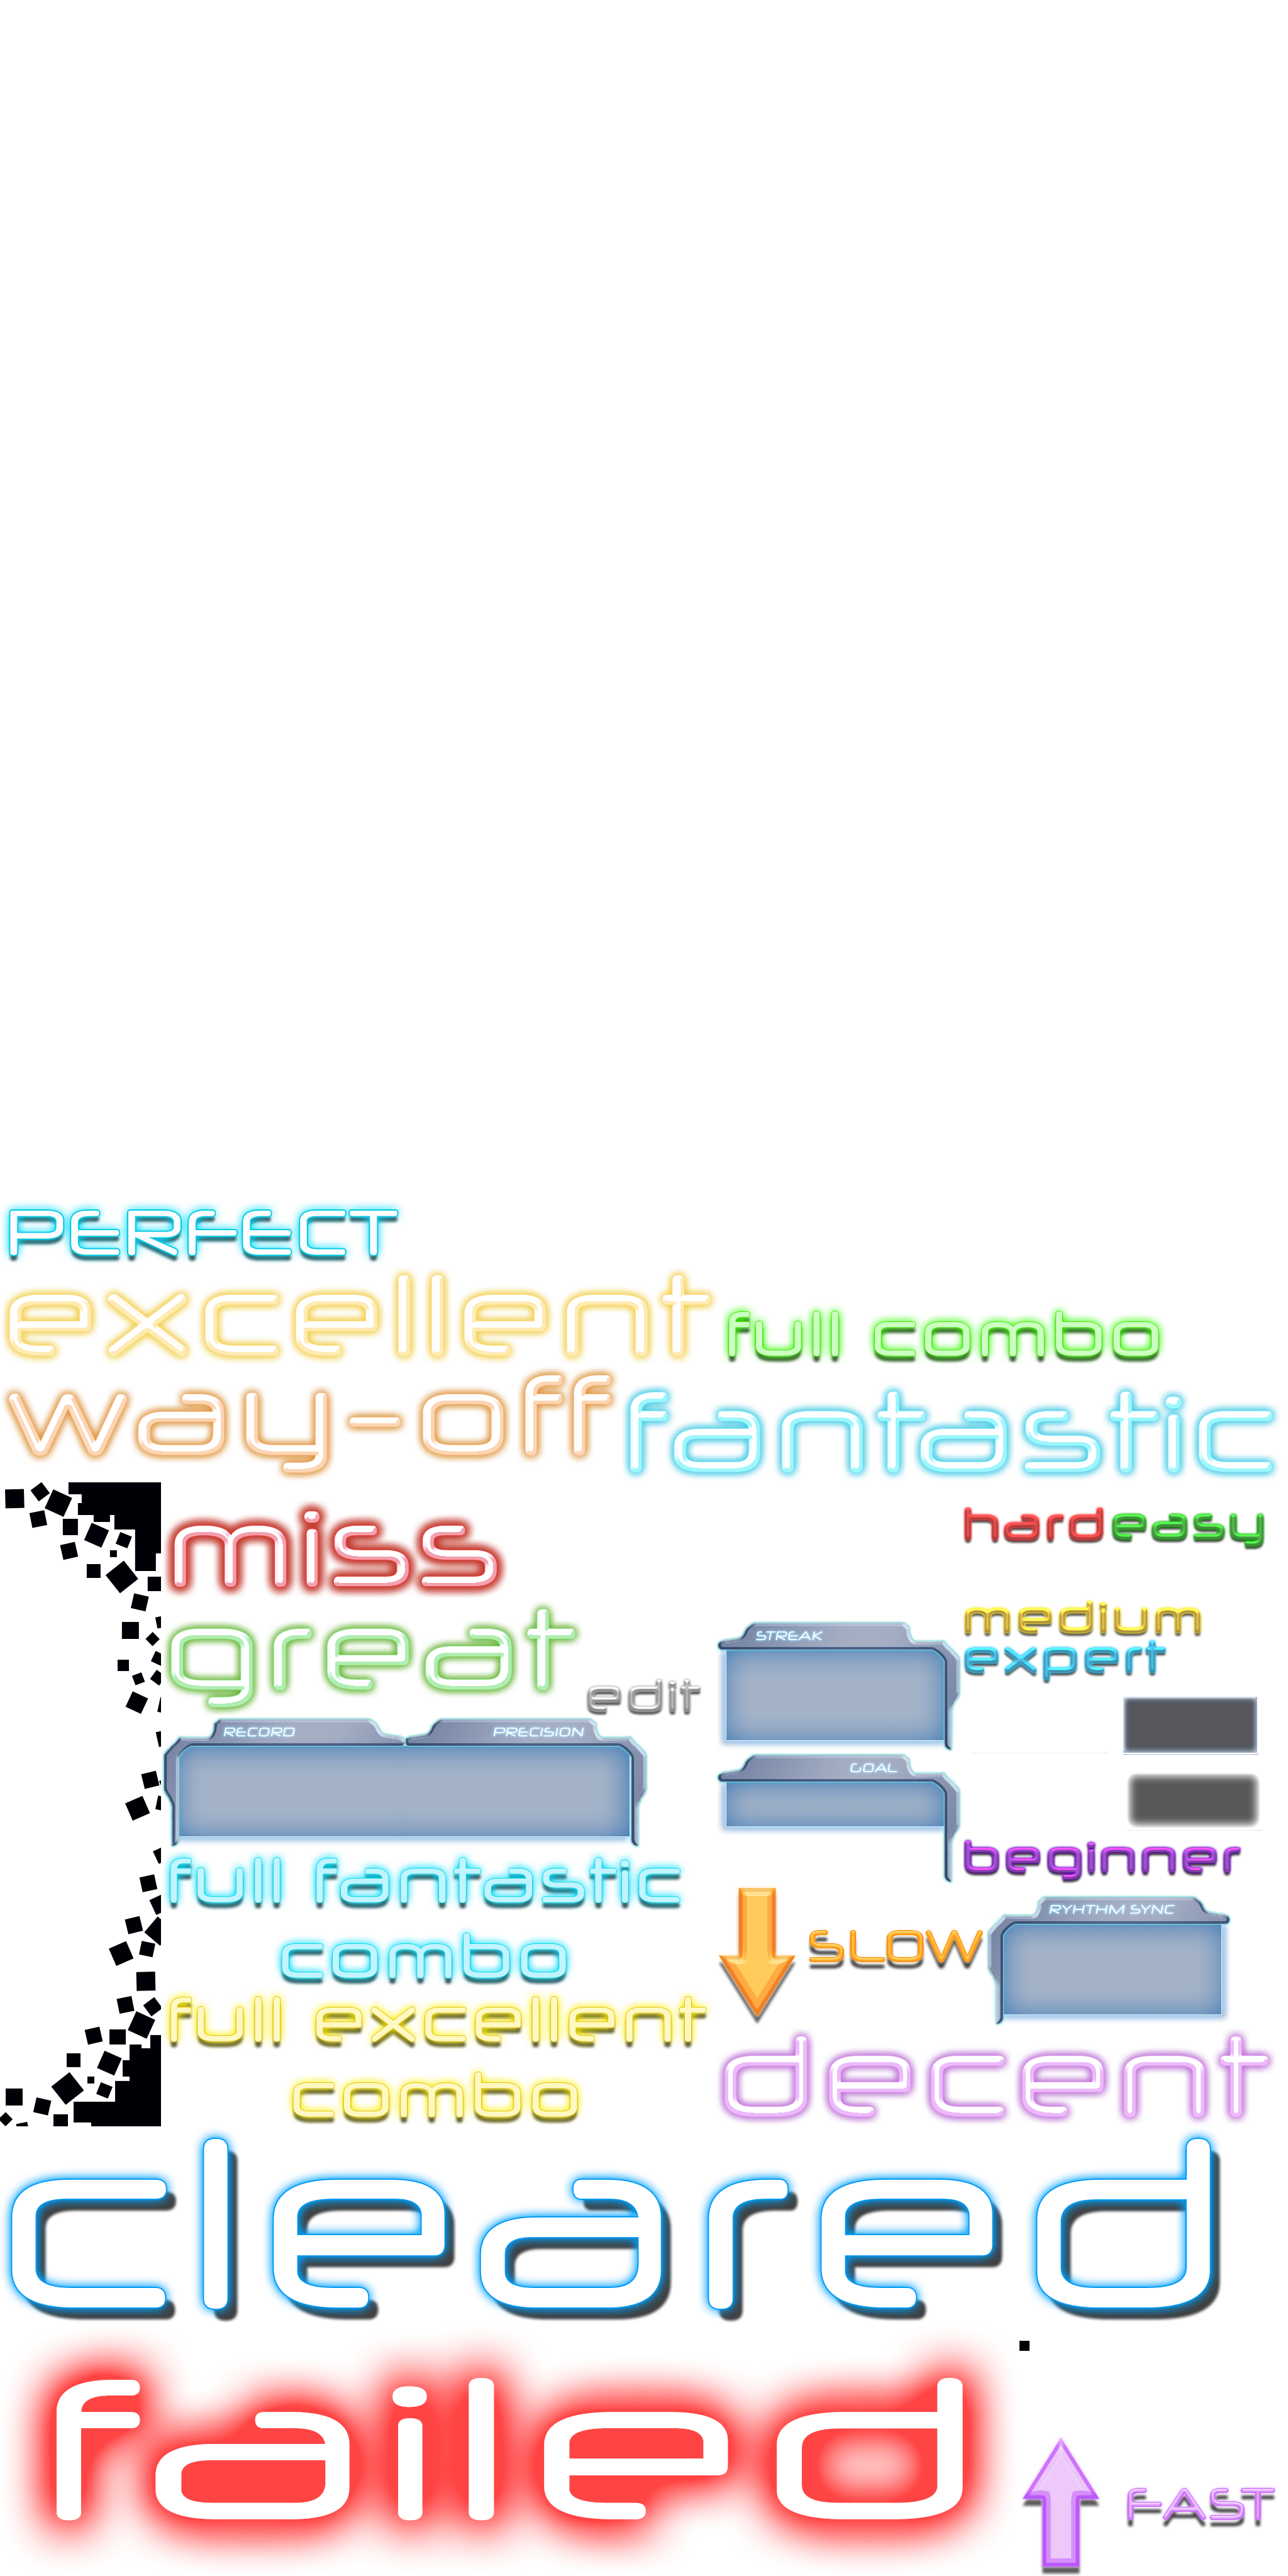 PERFECT
excellent
full combo
way-off
fantastic
miss
hard
easy
great
medium
STREAK
expert
edit
RECORD
PRECISION
GOAL
beginner
full fantastic
combo
RYHTHM SYNC
SLOW
full excellent
combo
decent
cleared
failed
FAST